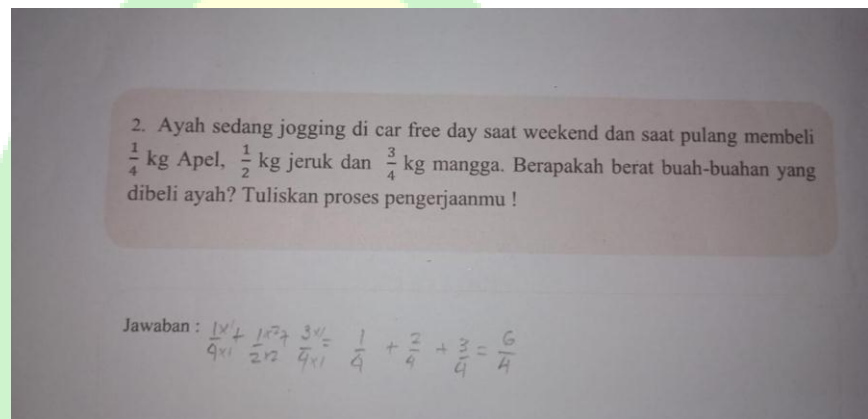 2. Ayah sedang jogging di car free day saat weekend dan saat pulang membeli
1/4 kg Apel, 1/2 kg jeruk dan 3/4 kg mangga. Berapakah berat buah-buahan yang
dibeli ayah? Tuliskan proses pengerjaanmu !
Jawaban : 1x1/4x1 + 1x2/2x2 + 3x1/4x1 = 1/4 + 2/4 + 3/4 = 6/4